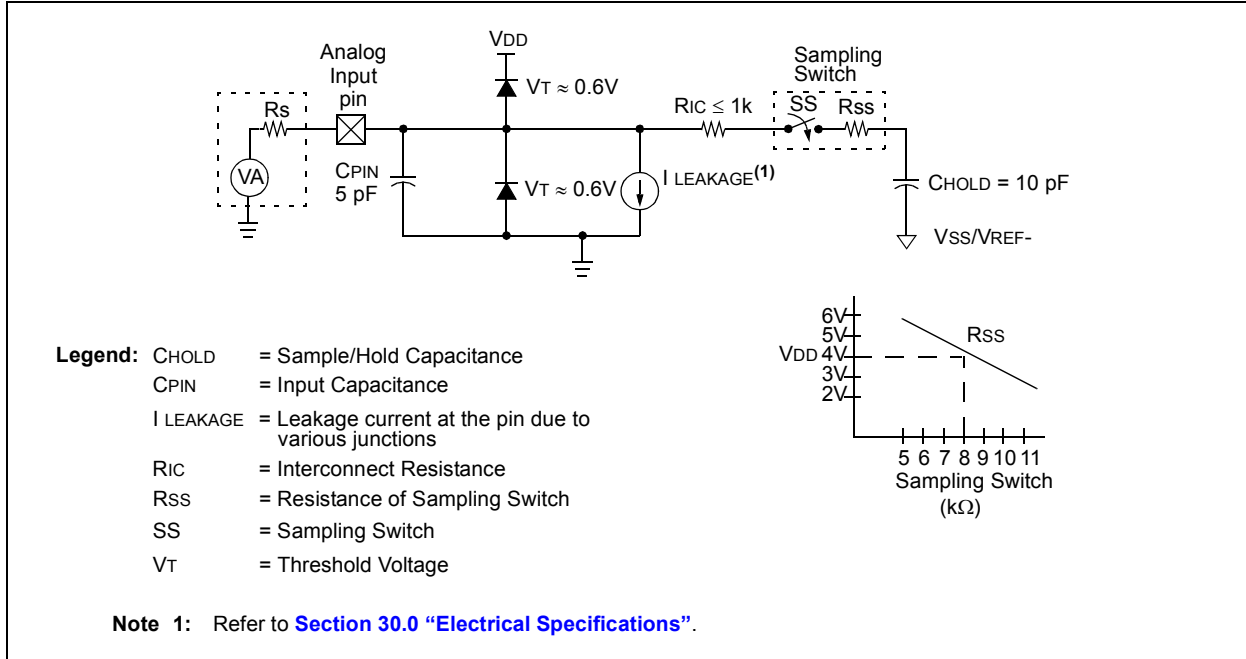 VDD
Analog
Input
pin
Sampling
Switch
VT ≈ 0.6V
RIC ≤ 1k
SS
Rss
Rs
VA
CPIN
5 pF
VT ≈ 0.6V
I LEAKAGE(1)
CHOLD = 10 pF
VSS/VREF-
6V
5V
VDD 4V
3V
2V
RSS
5 6 7 8 9 10 11
Sampling Switch
(kΩ)
Legend: CHOLD = Sample/Hold Capacitance
CPIN = Input Capacitance
I LEAKAGE = Leakage current at the pin due to
various junctions
RIC = Interconnect Resistance
RSS = Resistance of Sampling Switch
SS = Sampling Switch
VT = Threshold Voltage
Note 1: Refer to Section 30.0 “Electrical Specifications”.